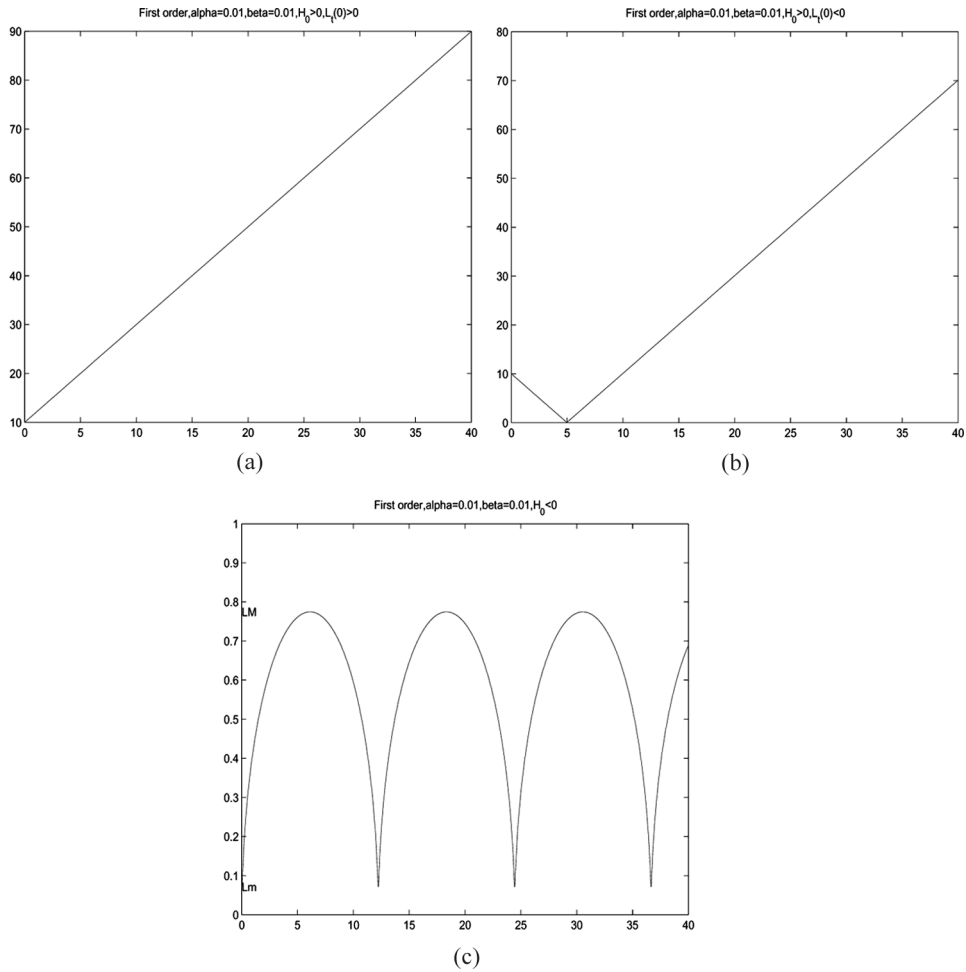 First order,alpha=0.01,beta=0.01,H0>0,Lt(0)>0
90
80
70
60
50
40
30
20
10
0 5 10 15 20 25 30 35 40
(a)
First order,alpha=0.01,beta=0.01,H0>0,Lt(0)<0
80
70
60
50
40
30
20
10
0
0 5 10 15 20 25 30 35 40
(b)
First order,alpha=0.01,beta=0.01,H0<0
1
0.9
0.8
LM
0.7
0.6
0.5
0.4
0.3
0.2
0.1
Lm
0
0 5 10 15 20 25 30 35 40
(c)